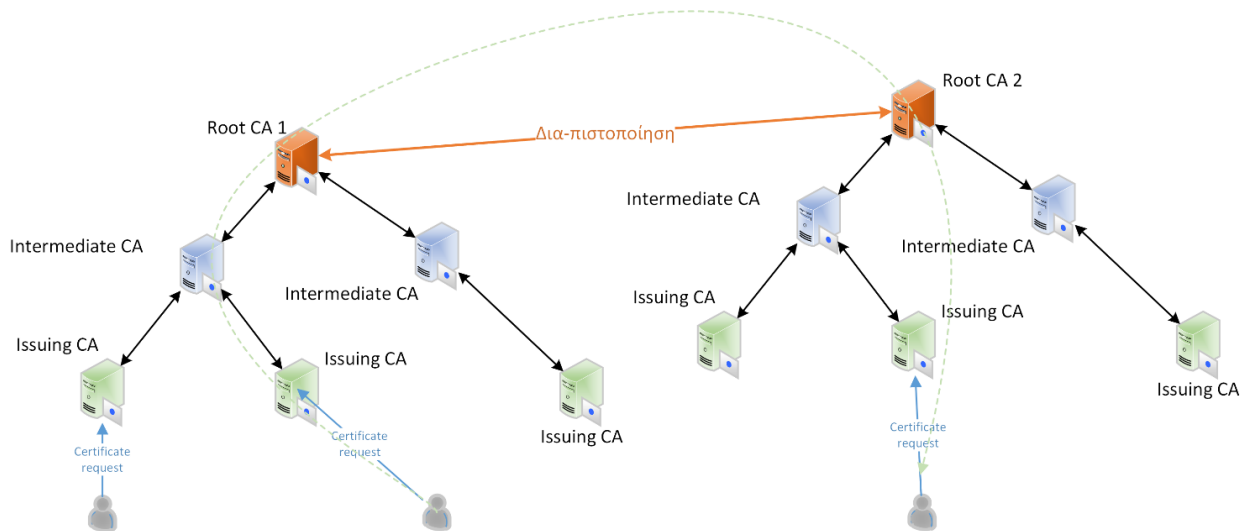 Root CA 2
Root CA 1
Δια-πιστοποίηση
Intermediate CA
Intermediate CA
Intermediate CA
Intermediate CA
Issuing CA
Issuing CA
Issuing CA
Issuing CA
Issuing CA
Issuing CA
Certificate
request
Certificate
request
Certificate
request